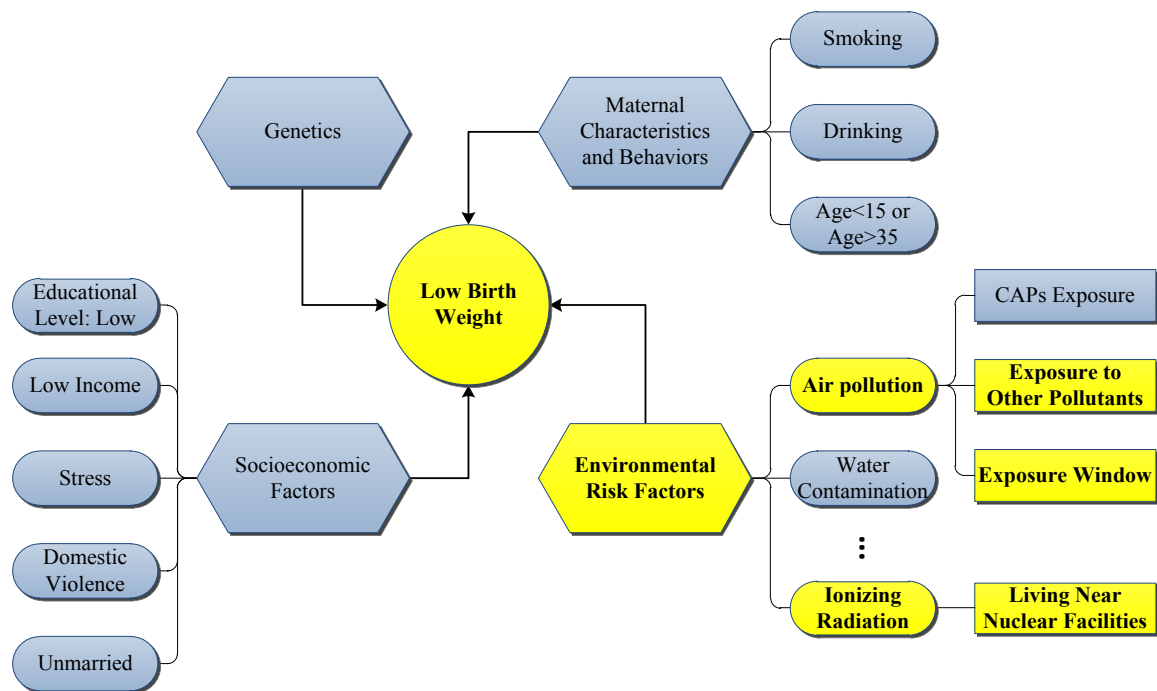 Smoking
Genetics
Maternal
Characteristics
and Behaviors
Drinking
Age<15 or
Age>35
Low Birth
Weight
Educational
Level: Low
Low Income
Stress
Domestic
Violence
Unmarried
Socioeconomic
Factors
Environmental
Risk Factors
Air pollution
Water
Contamination
...
Ionizing
Radiation
CAPs Exposure
Exposure to
Other Pollutants
Exposure Window
Living Near
Nuclear Facilities